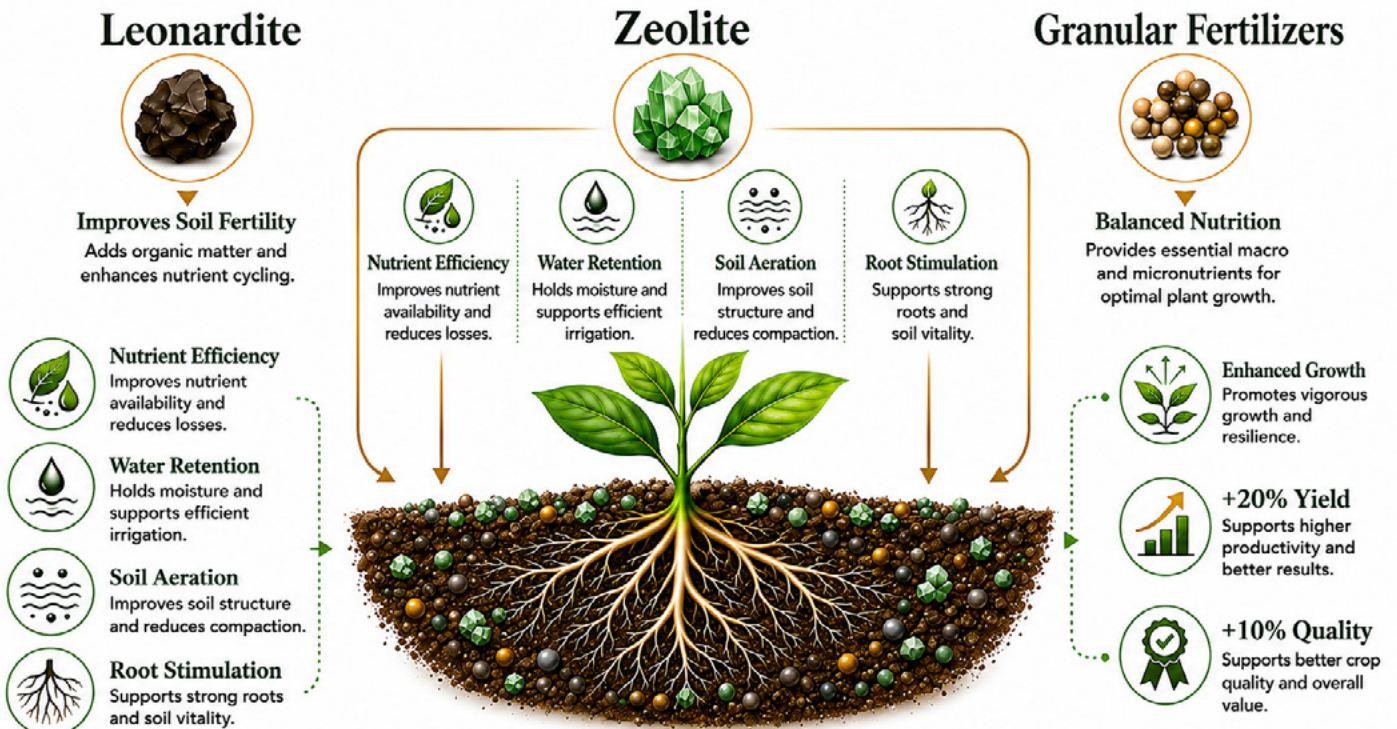 Leonardite
Improves Soil Fertility
Adds organic matter and
enhances nutrient cycling.
Nutrient Efficiency
Improves nutrient
availability and
reduces losses.
Water Retention
Holds moisture and
supports efficient
irrigation.
Soil Aeration
Improves soil structure
and reduces compaction.
Root Stimulation
Supports strong roots
and soil vitality.
Zeolite
Nutrient Efficiency
Improves nutrient
availability and
reduces losses.
Water Retention
Holds moisture and
supports efficient
irrigation.
Soil Aeration
Improves soil
structure and
reduces compaction.
Root Stimulation
Supports strong
roots and
soil vitality.
Granular Fertilizers
Balanced Nutrition
Provides essential macro
and micronutrients for
optimal plant growth.
Enhanced Growth
Promotes vigorous
growth and
resilience.
+20% Yield
Supports higher
productivity and
better results.
+10% Quality
Supports better crop
quality and overall
value.